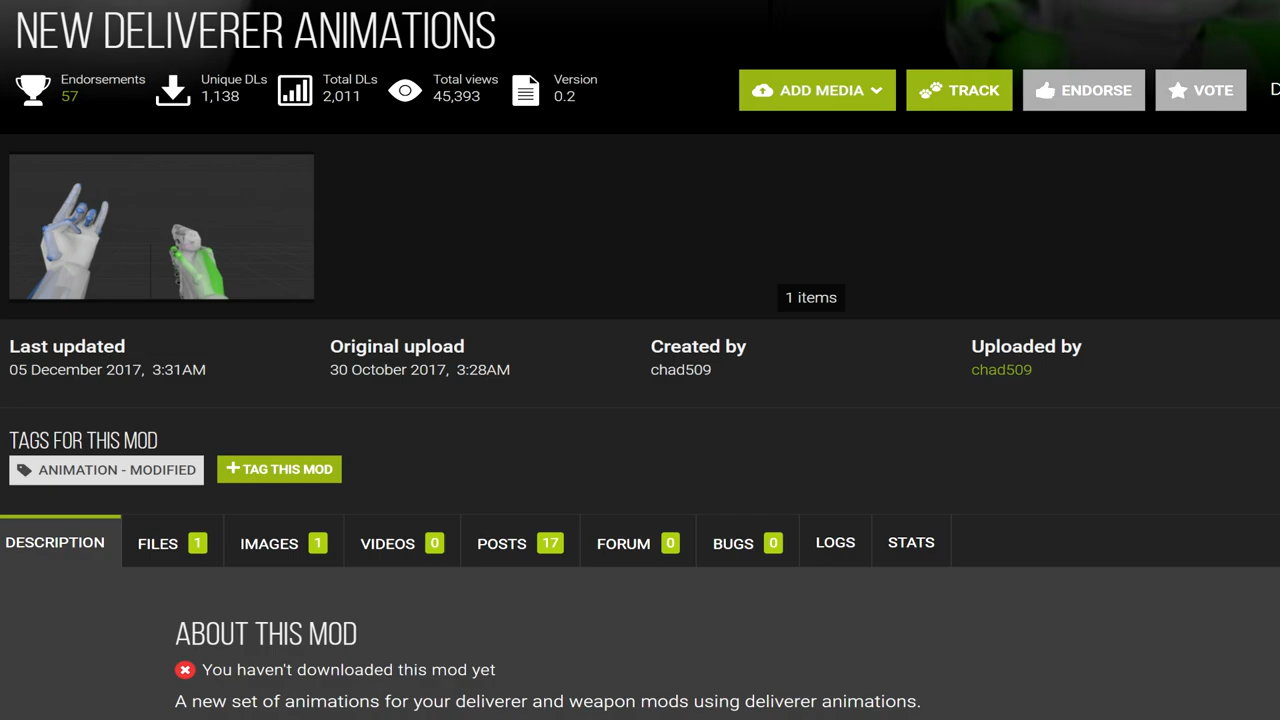 NEW DELIVERER ANIMATIONS
Endorsements Unique DLs Total DLs Total views Version
57 1,138 2,011 45,393 0.2
ADD MEDIA TRACK ENDORSE VOTE D
1 items
Last updated Original upload Created by Uploaded by
05 December 2017, 3:31AM 30 October 2017, 3:28AM chad509 chad509
TAGS FOR THIS MOD
ANIMATION - MODIFIED + TAG THIS MOD
DESCRIPTION FILES 1 IMAGES 1 VIDEOS 0 POSTS 17 FORUM 0 BUGS 0 LOGS STATS
ABOUT THIS MOD
You haven't downloaded this mod yet
A new set of animations for your deliverer and weapon mods using deliverer animations.